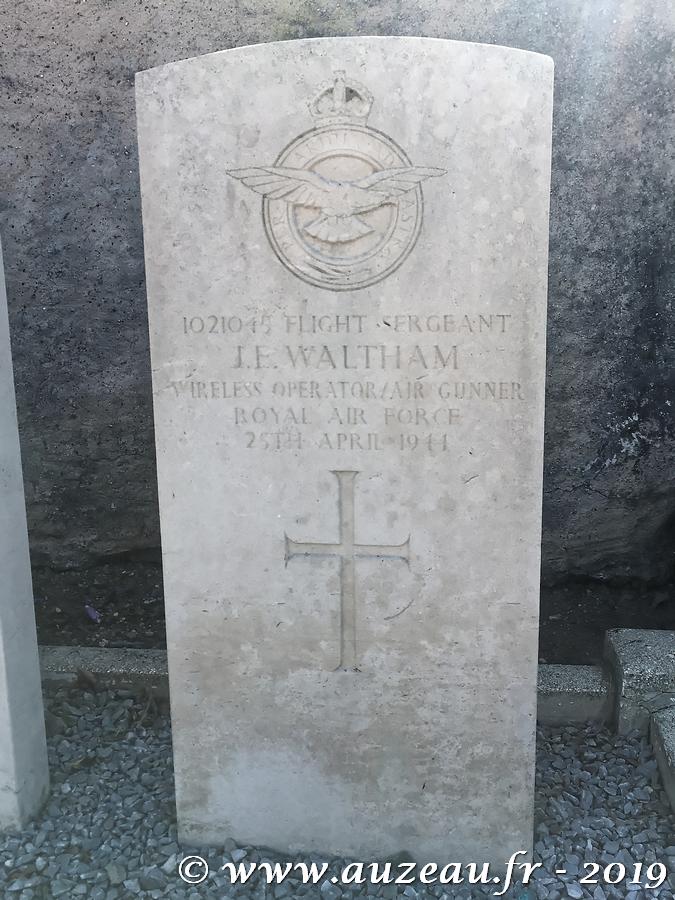 1021045 FLIGHT SERGEANT
J.E. WALTHAM
WIRELESS OPERATOR/AIR GUNNER
ROYAL AIR FORCE
25TH APRIL 1944
© www.auzeau.fr - 2019